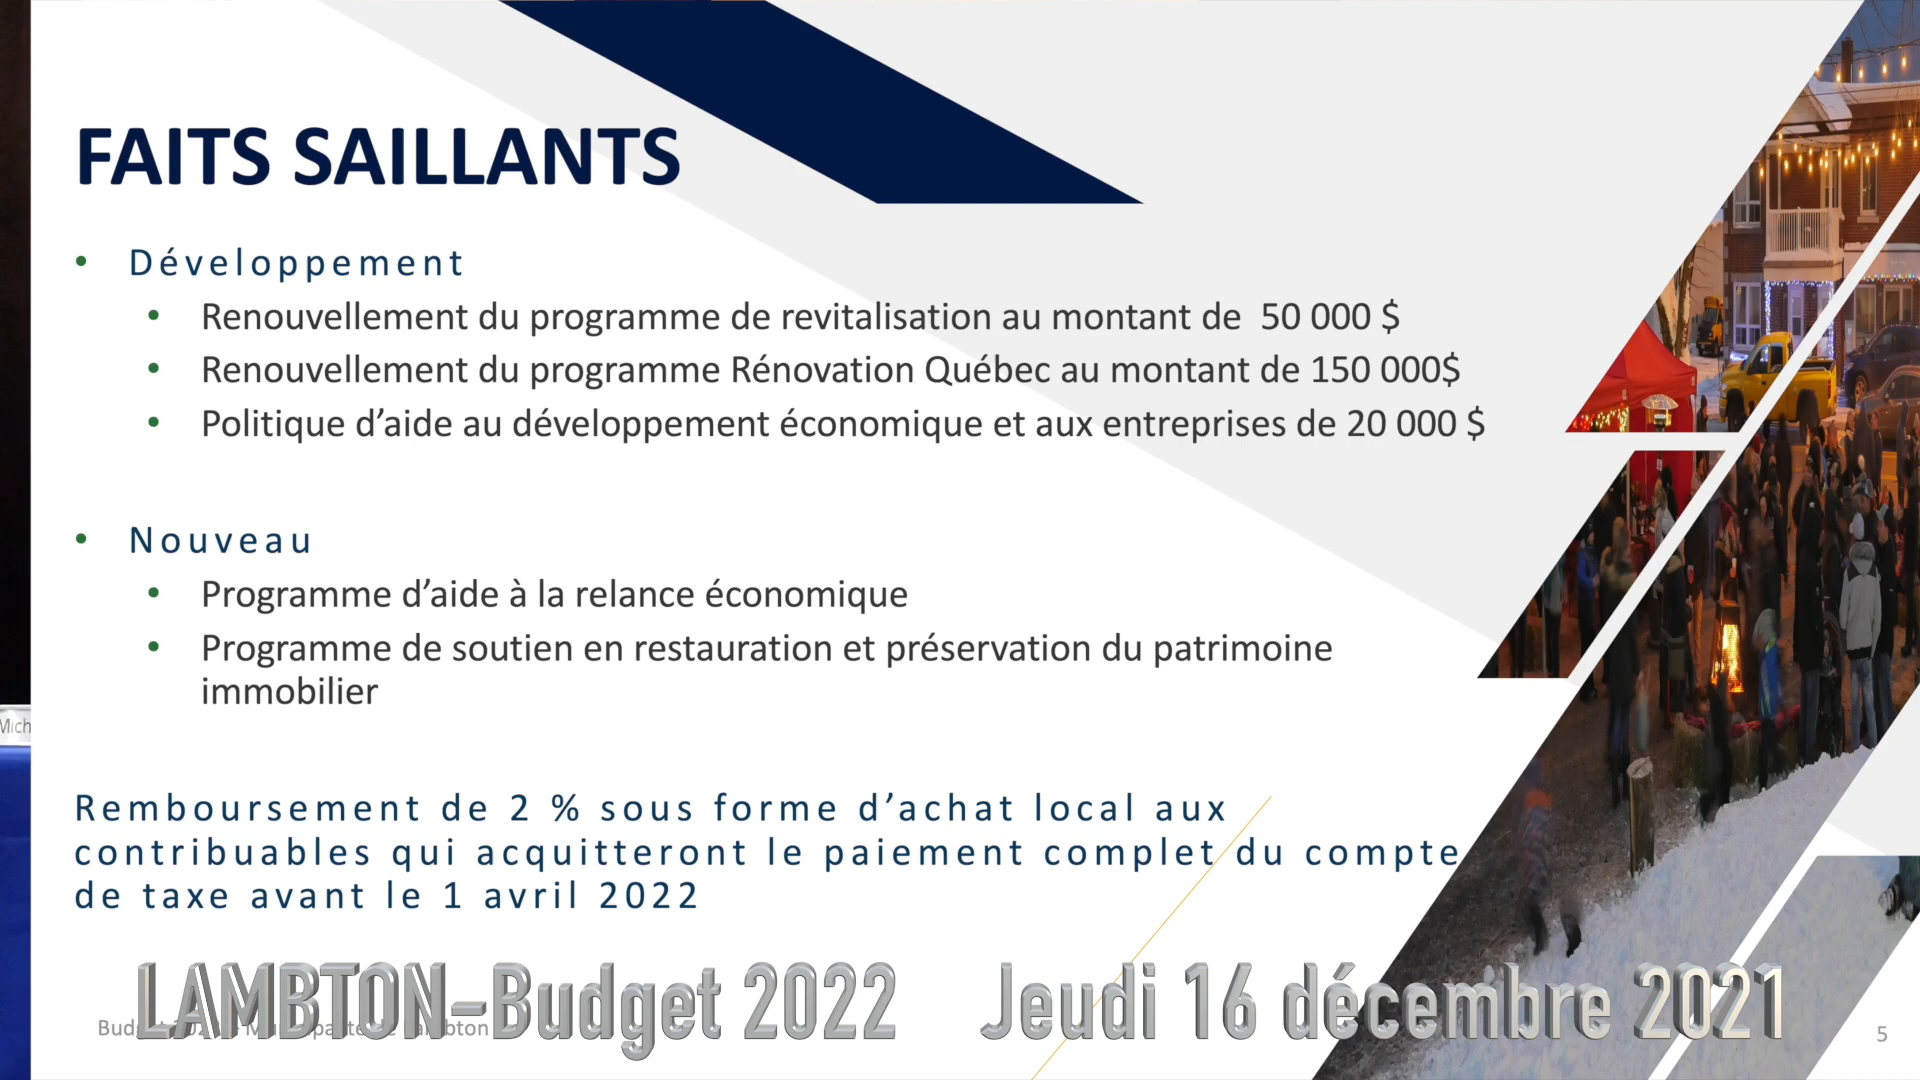 FAITS SAILLANTS
• Développement
• Renouvellement du programme de revitalisation au montant de 50 000 $
• Renouvellement du programme Rénovation Québec au montant de 150 000$
• Politique d’aide au développement économique et aux entreprises de 20 000 $
• Nouveau
• Programme d’aide à la relance économique
• Programme de soutien en restauration et préservation du patrimoine
immobilier
Mich
Remboursement de 2 % sous forme d’achat local aux
contribuables qui acquitteront le paiement complet du compte
de taxe avant le 1 avril 2022
LAMBTON-Budget 2022 Jeudi 16 décembre 2021
5